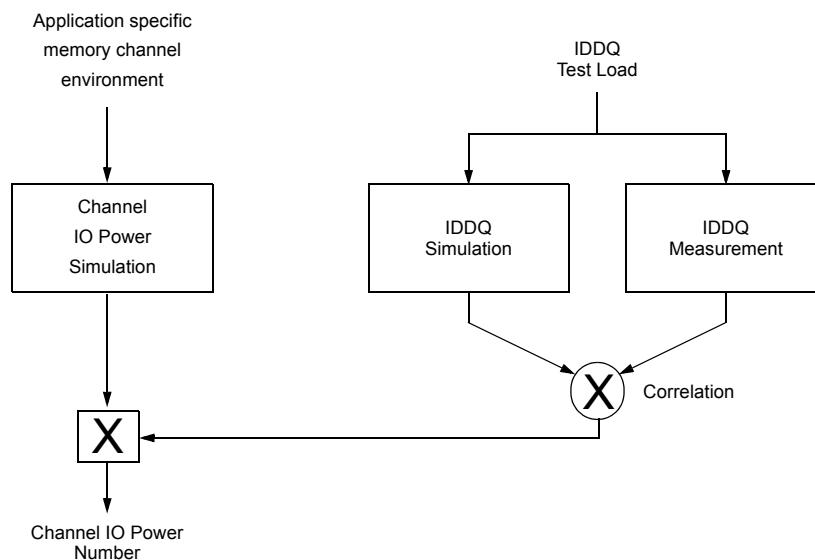 Application specific
memory channel
environment
IDDQ
Test Load
Channel
IO Power
Simulation
IDDQ
Simulation
IDDQ
Measurement
X
Correlation
X
Channel IO Power
Number